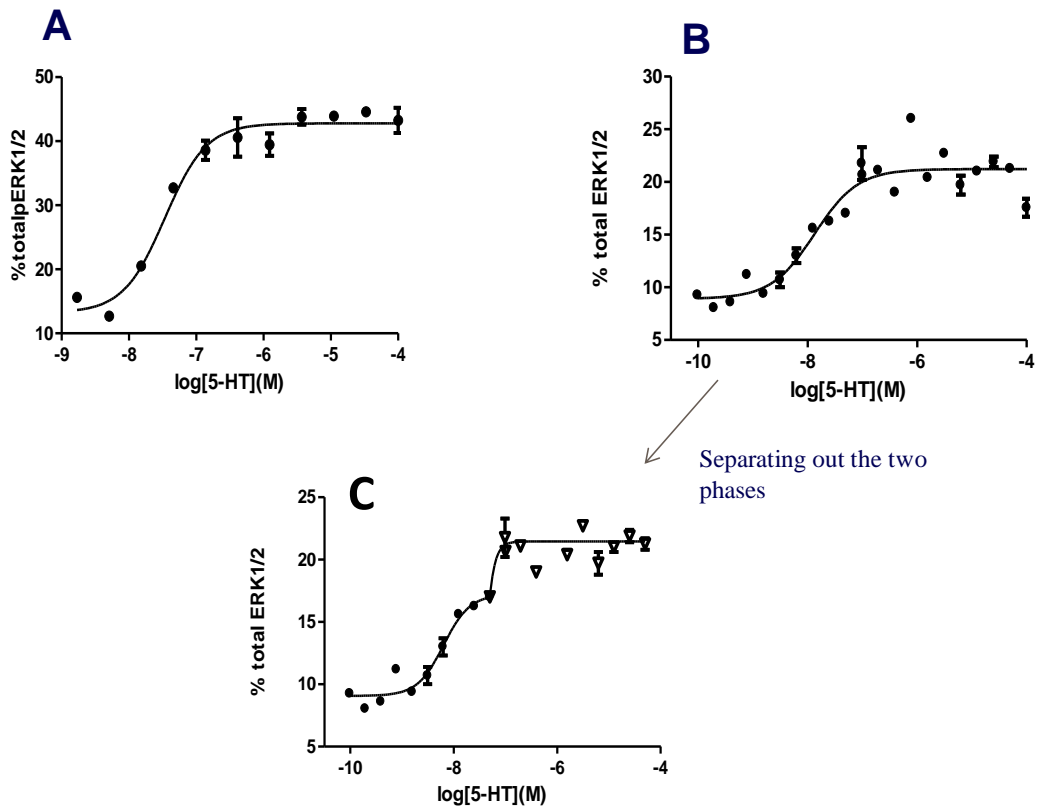 A
50
40
30
20
10
%totalpERK1/2
-9 -8 -7 -6 -5 -4
log[5-HT](M)
B
30
25
20
15
10
5
% total ERK1/2
-10 -8 -6 -4
log[5-HT](M)
Separating out the two
phases
C
25
20
15
10
5
% total ERK1/2
-10 -8 -6 -4
log[5-HT](M)